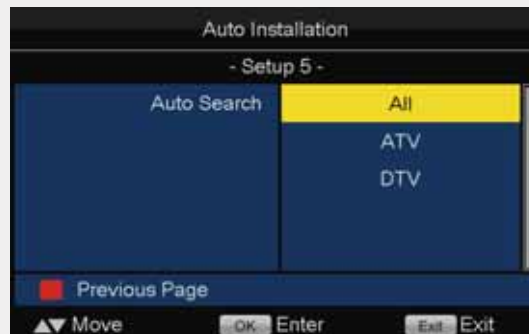 Auto Installation
- Setup 5 -
Auto Search All
ATV
DTV
Previous Page
Move OK Enter Exit Exit